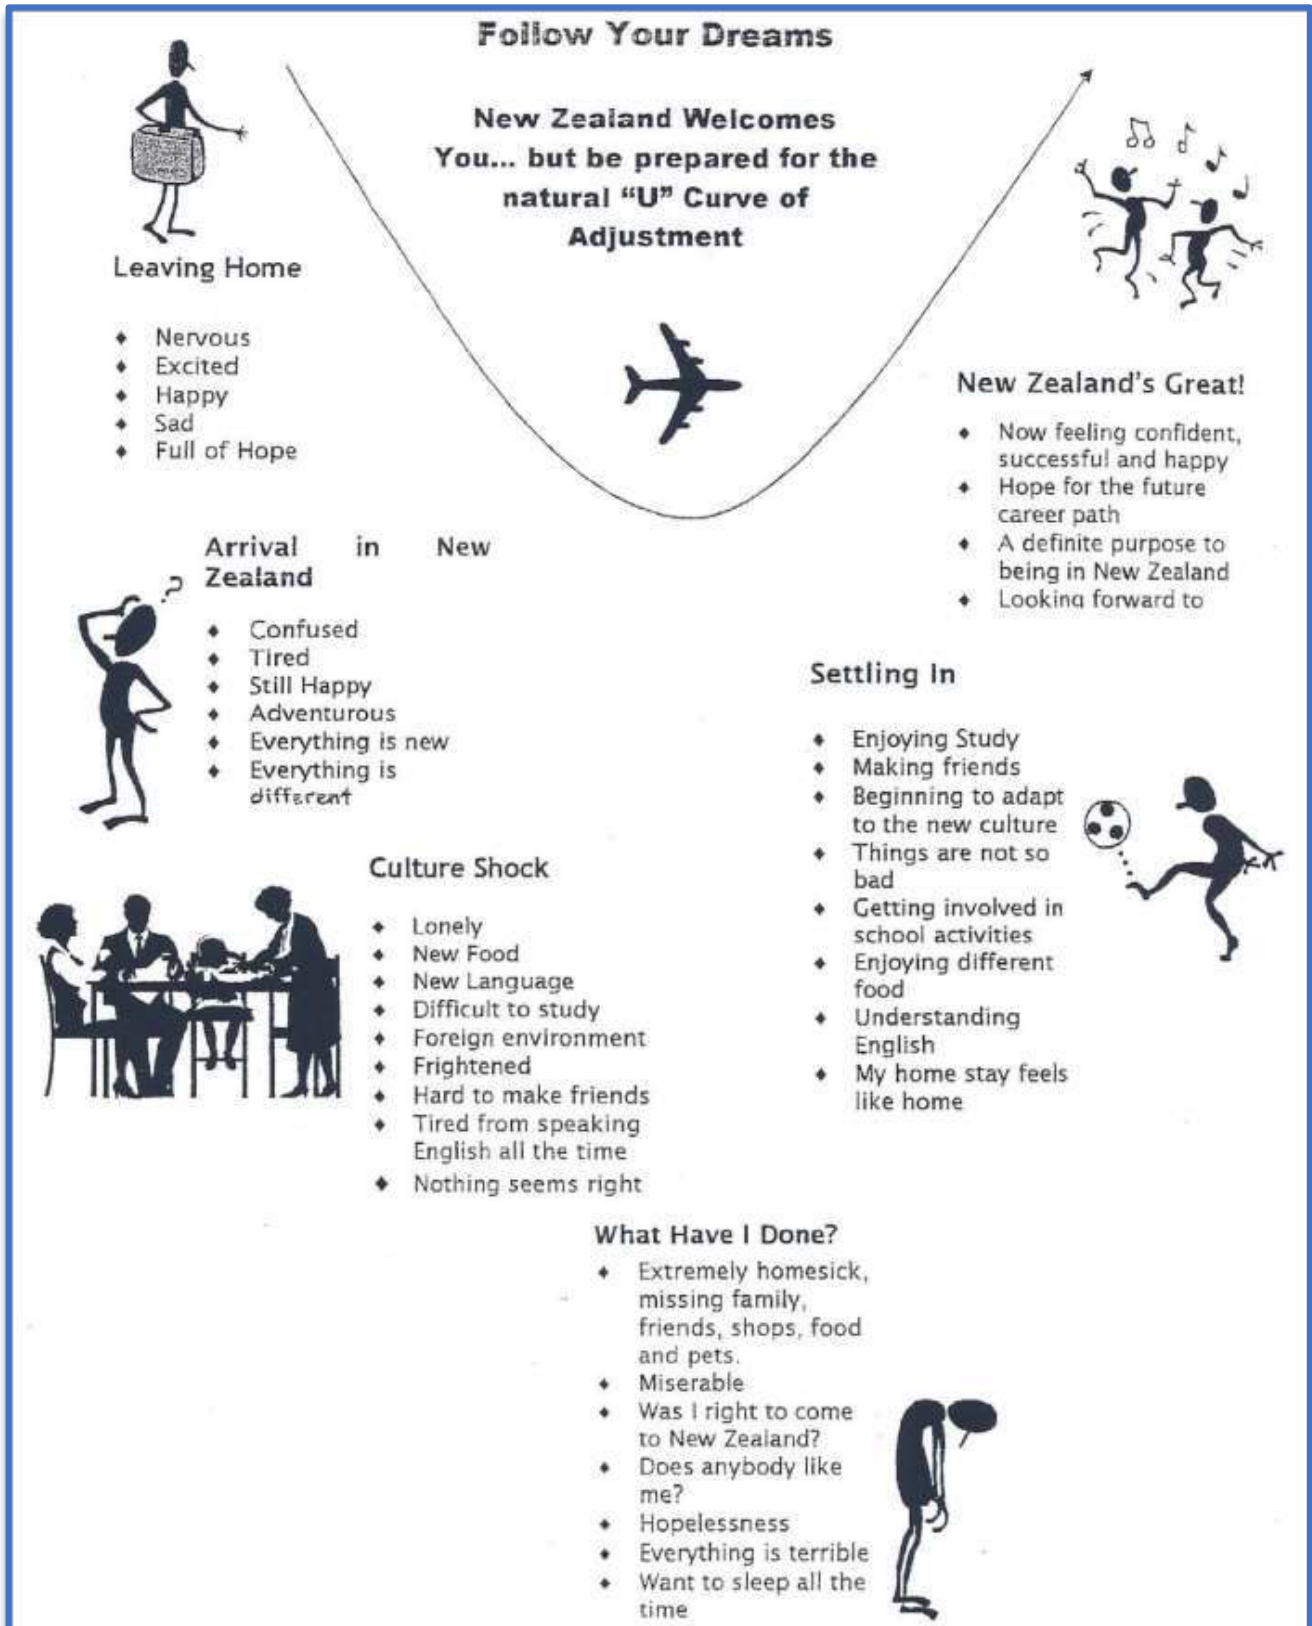 Follow Your Dreams
New Zealand Welcomes
You... but be prepared for the
natural “U” Curve of
Adjustment
Leaving Home
♦ Nervous
♦ Excited
♦ Happy
♦ Sad
♦ Full of Hope
Arrival in New
Zealand
?
♦ Confused
♦ Tired
♦ Still Happy
♦ Adventurous
♦ Everything is new
♦ Everything is
different
Culture Shock
♦ Lonely
♦ New Food
♦ New Language
♦ Difficult to study
♦ Foreign environment
♦ Frightened
♦ Hard to make friends
♦ Tired from speaking
English all the time
♦ Nothing seems right
What Have I Done?
♦ Extremely homesick,
missing family,
friends, shops, food
and pets.
♦ Miserable
♦ Was I right to come
to New Zealand?
♦ Does anybody like
me?
♦ Hopelessness
♦ Everything is terrible
♦ Want to sleep all the
time
Settling In
♦ Enjoying Study
♦ Making friends
♦ Beginning to adapt
to the new culture
♦ Things are not so
bad
♦ Getting involved in
school activities
♦ Enjoying different
food
♦ Understanding
English
♦ My home stay feels
like home
New Zealand's Great!
♦ Now feeling confident,
successful and happy
♦ Hope for the future
career path
♦ A definite purpose to
being in New Zealand
♦ Looking forward to